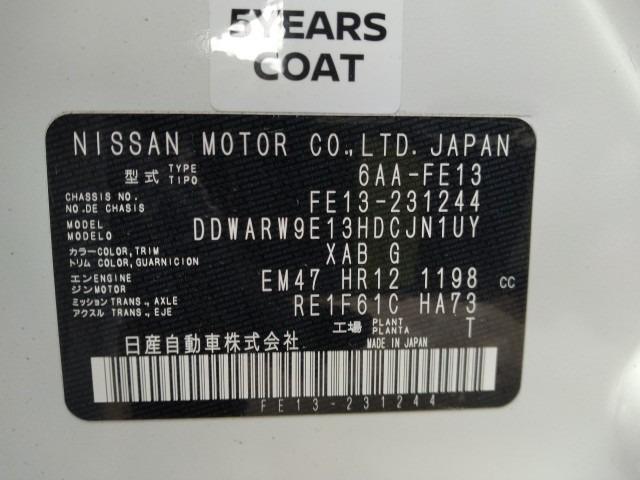 5YEARS
COAT
NISSAN MOTOR CO.,LTD. JAPAN
型式 TYPE TIPO 6AA-FE13
CHASSIS NO. NO.DE CHASSIS FE13-231244
MODEL MODELO DDWARW9E13HDCJN1UY
カラー COLOR, TRIM トリム COLOR, GUARNICION XAB G
エンジン ENGINE MOTOR EM47 HR12 1198 CC
ミッション TRANS., AXLE アクスル TRANS., EJE RE1F61C HA73
工場 PLANT PLANTA T
日産自動車株式会社 MADE IN JAPAN
FE13-231244